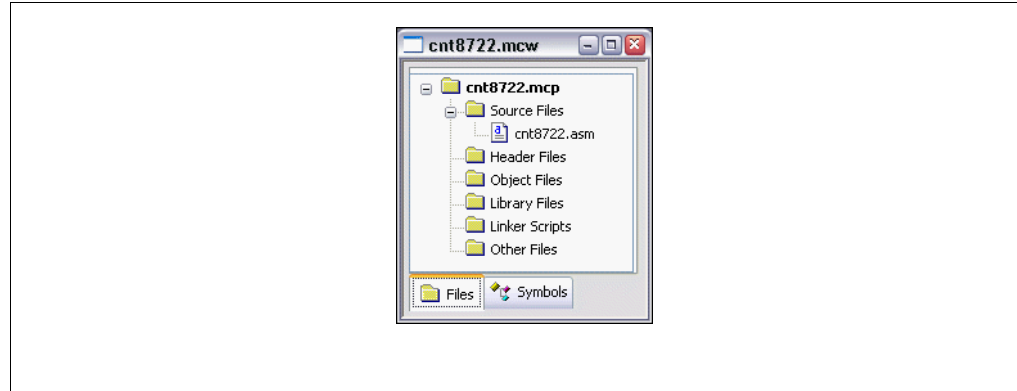 cnt8722.mcw
cnt8722.mcp
Source Files
cnt8722.asm
Header Files
Object Files
Library Files
Linker Scripts
Other Files
Files Symbols